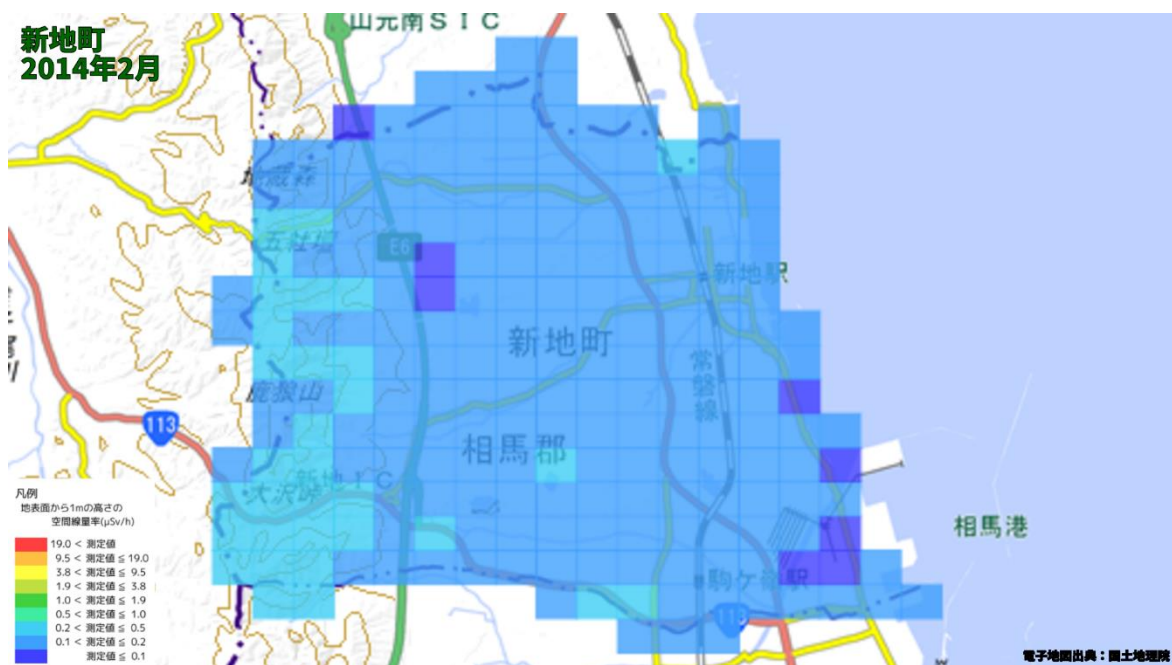 新地町
2014年2月
山元南ＳＩＣ
地蔵森
五社壇
E6
新地駅
新地町
常磐線
鹿狼山
113
相馬郡
新地ＩＣ
大沢峠
相馬港
駒ケ嶺駅
113
凡例
地表面から1mの高さの
空間線量率(μSv/h)
19.0 < 測定値
9.5 < 測定値 ≤ 19.0
3.8 < 測定値 ≤ 9.5
1.9 < 測定値 ≤ 3.8
1.0 < 測定値 ≤ 1.9
0.5 < 測定値 ≤ 1.0
0.2 < 測定値 ≤ 0.5
0.1 < 測定値 ≤ 0.2
測定値 ≤ 0.1
電子地図出典：国土地理院